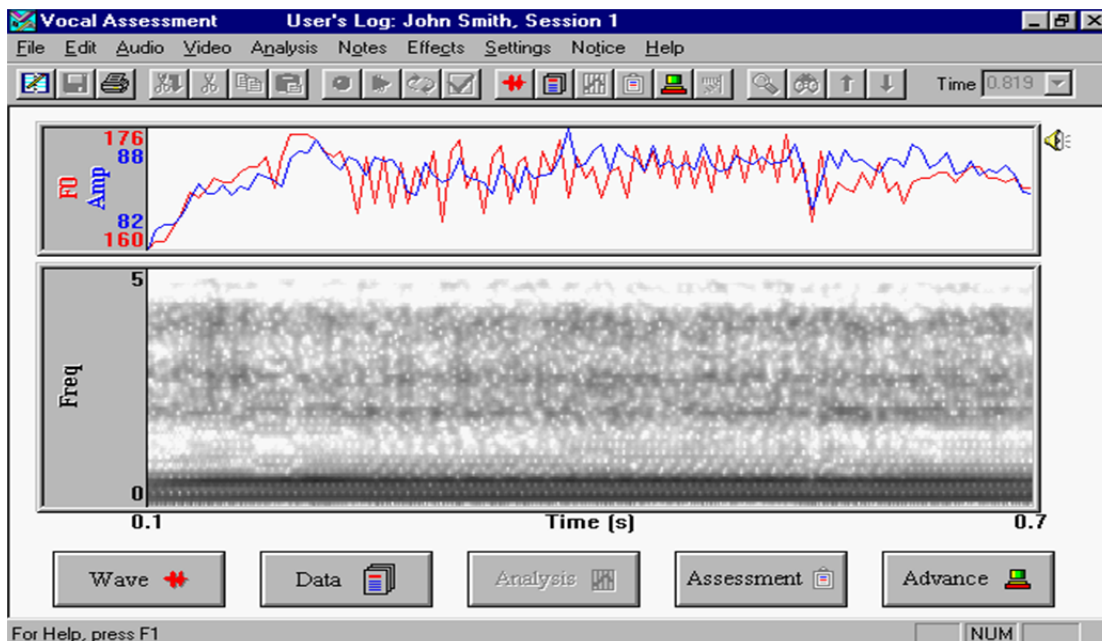 Vocal Assessment User's Log: John Smith, Session 1
File Edit Audio Video Analysis Notes Effects Settings Notice Help
Time 0.819
176
88
F0
Amp
82
160
5
Freq
0
0.1 Time (s) 0.7
Wave Data Analysis Assessment Advance
For Help, press F1 NUM